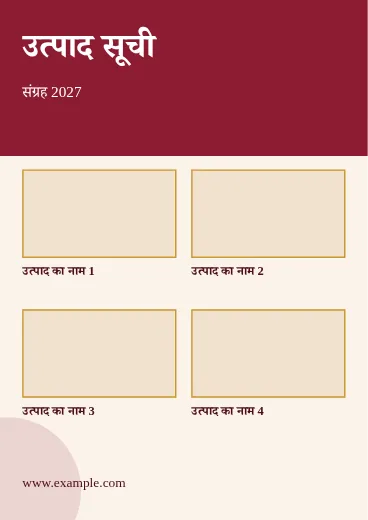 उत्पाद सूची
संग्रह 2027
उत्पाद का नाम 1
उत्पाद का नाम 2
उत्पाद का नाम 3
उत्पाद का नाम 4
www.example.com